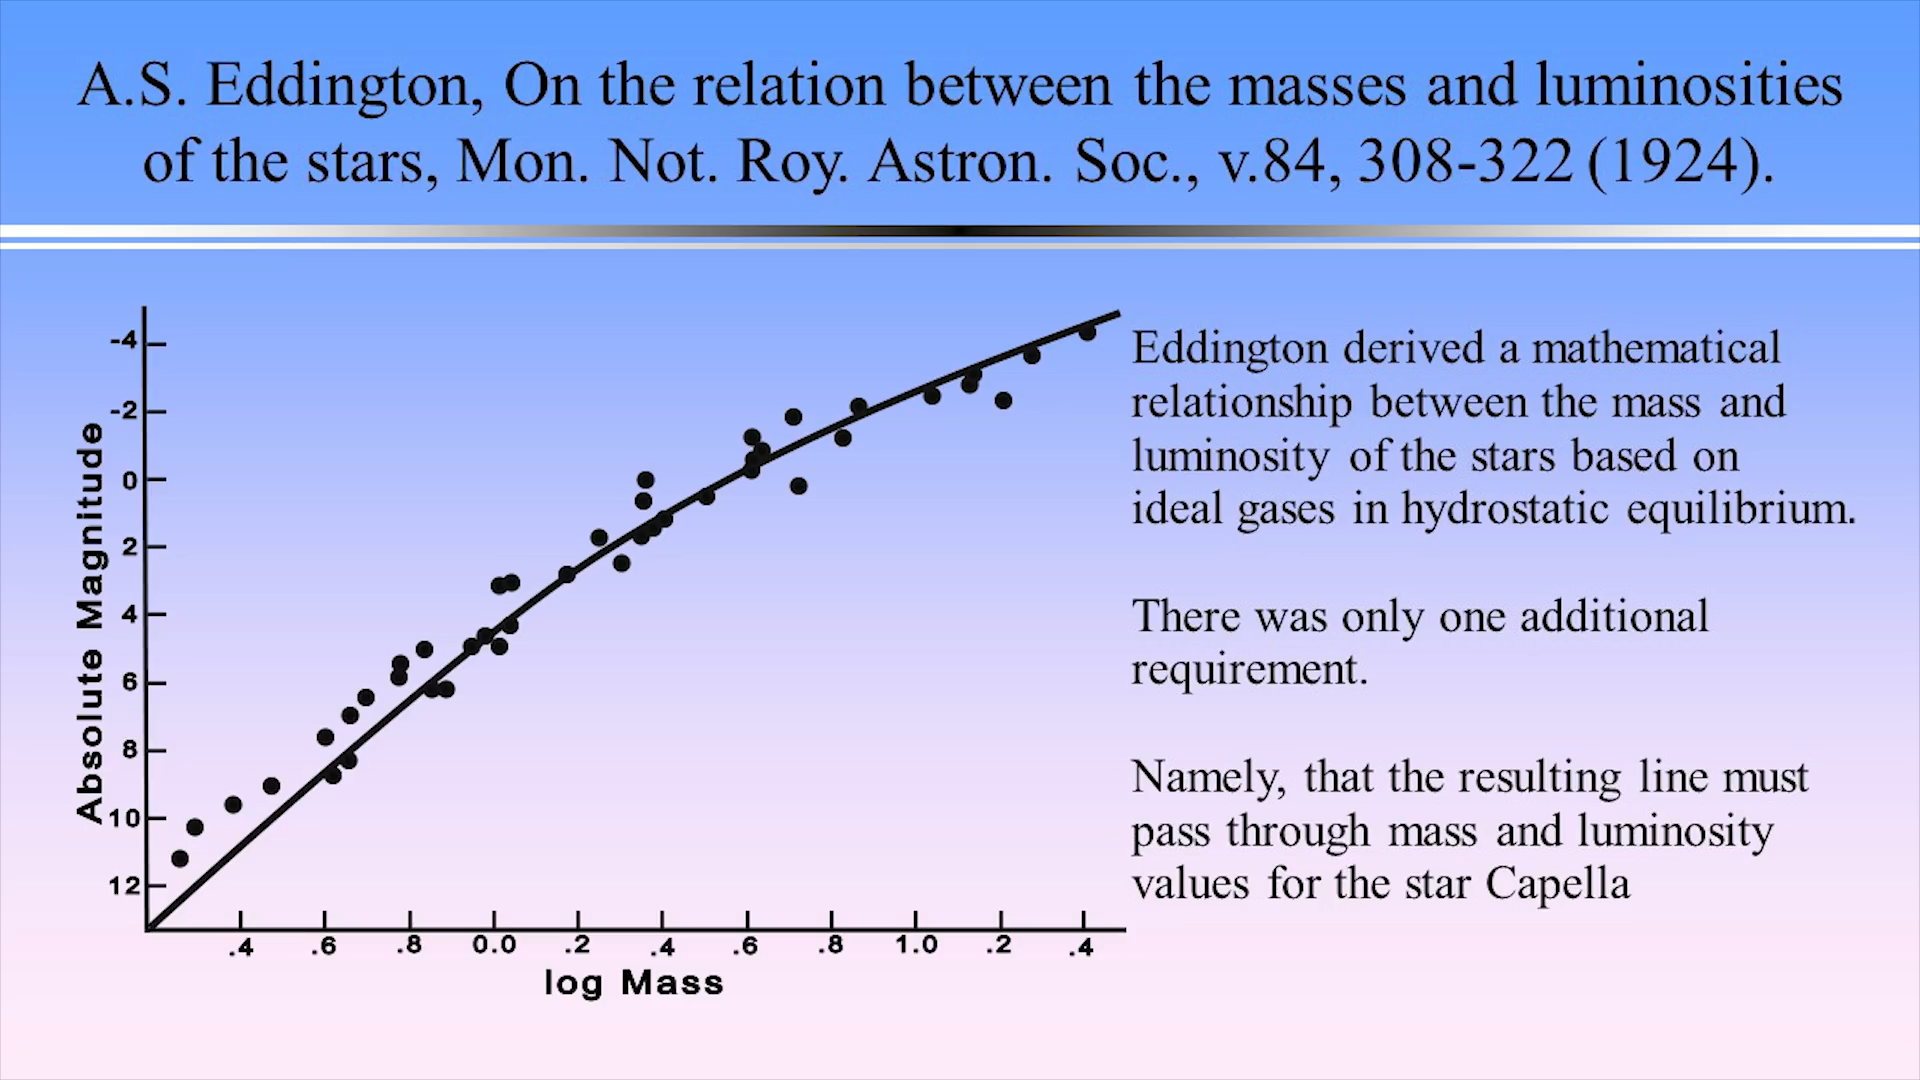 A.S. Eddington, On the relation between the masses and luminosities
of the stars, Mon. Not. Roy. Astron. Soc., v.84, 308-322 (1924).
-4
-2
0
2
4
6
8
10
12
Absolute Magnitude
.4 .6 .8 0.0 .2 .4 .6 .8 1.0 .2 .4
log Mass
Eddington derived a mathematical
relationship between the mass and
luminosity of the stars based on
ideal gases in hydrostatic equilibrium.
There was only one additional
requirement.
Namely, that the resulting line must
pass through mass and luminosity
values for the star Capella